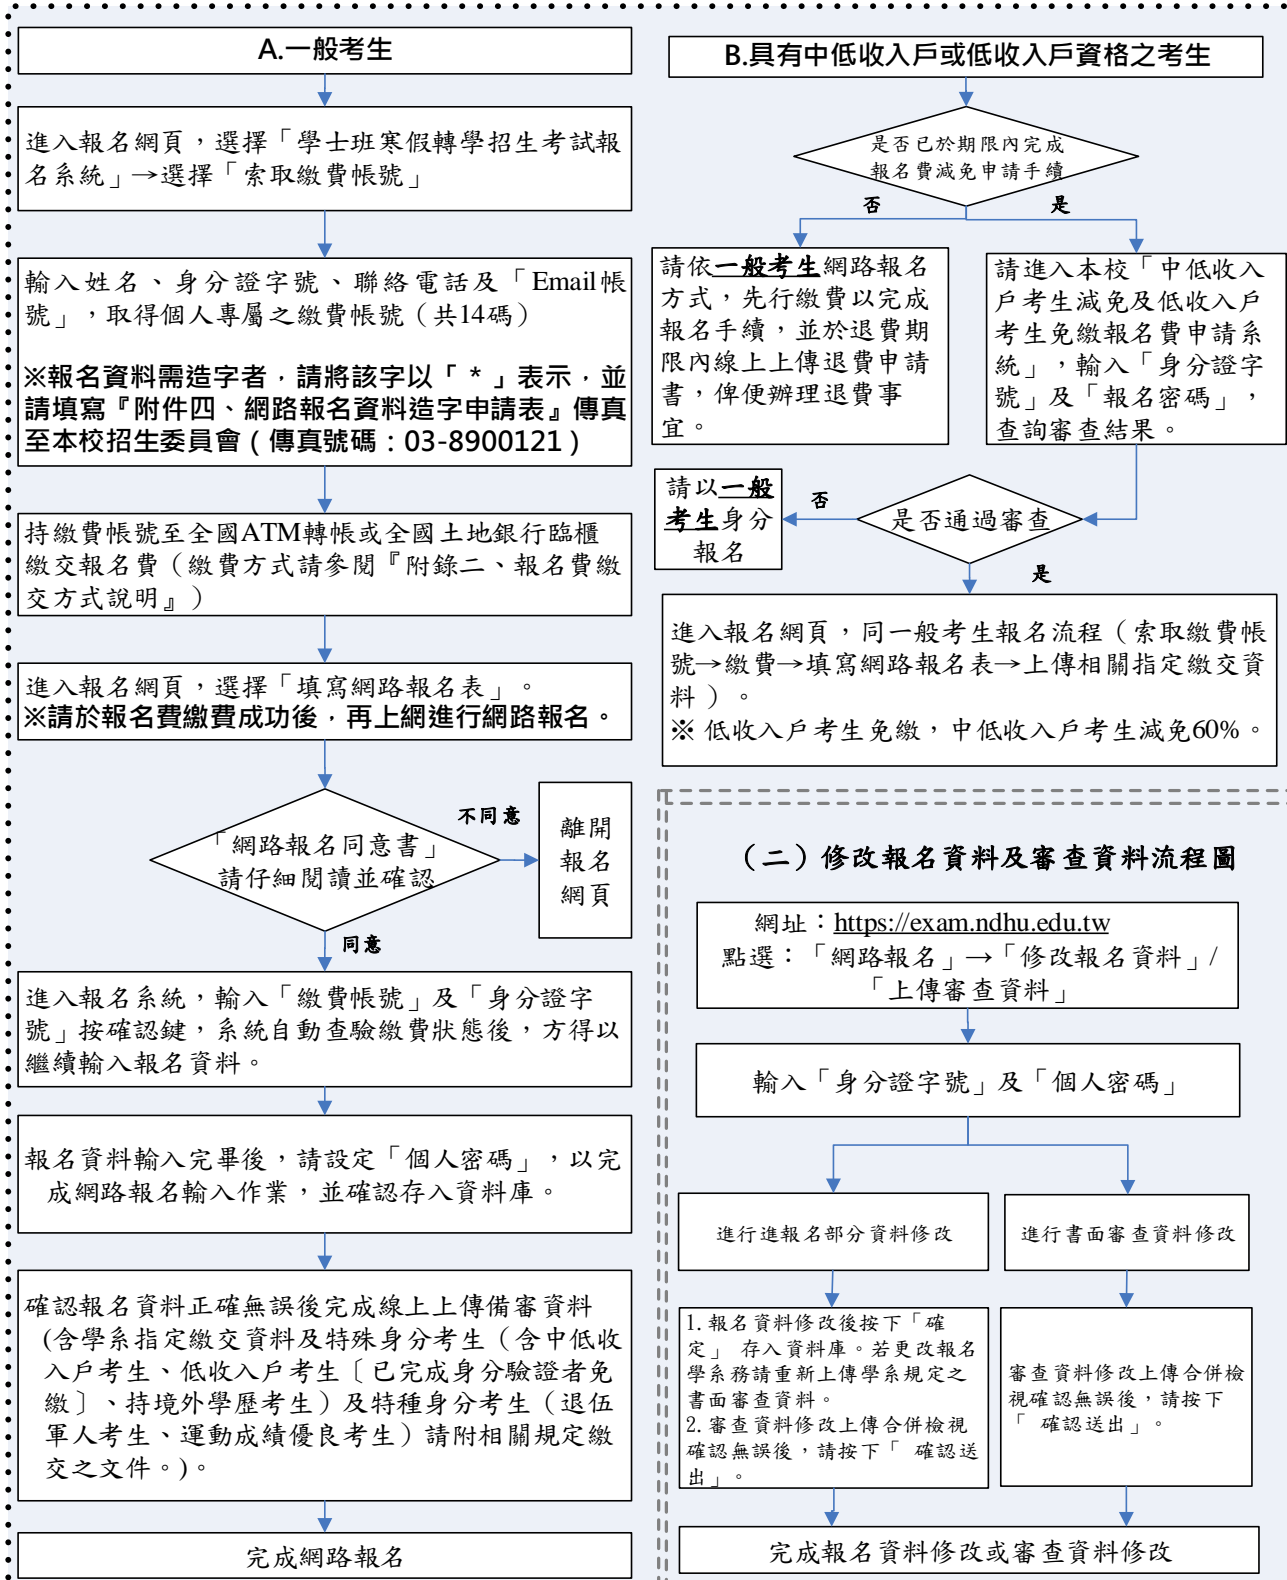 A.一般考生
進入報名網頁，選擇「學士班寒假轉學招生考試報
名系統」→選擇「索取繳費帳號」
輸入姓名、身分證字號、聯絡電話及「Email帳
號」，取得個人專屬之繳費帳號（共14碼）
※報名資料需造字者，請將該字以「 * 」表示，並
請填寫『附件四、網路報名資料造字申請表』傳真
至本校招生委員會（傳真號碼：03-8900121）
持繳費帳號至全國ATM轉帳或全國土地銀行臨櫃
繳交報名費（繳費方式請參閱『附錄二、報名費繳
交方式說明』）
進入報名網頁，選擇「填寫網路報名表」。
※請於報名費繳費成功後，再上網進行網路報名。
「網路報名同意書」
請仔細閱讀並確認
不同意
離開
報名
網頁
同意
進入報名系統，輸入「繳費帳號」及「身分證字
號」按確認鍵，系統自動查驗繳費狀態後，方得以
繼續輸入報名資料。
報名資料輸入完畢後，請設定「個人密碼」，以完
成網路報名輸入作業，並確認存入資料庫。
確認報名資料正確無誤後完成線上上傳備審資料
(含學系指定繳交資料及特殊身分考生（含中低收
入戶考生、低收入戶考生〔已完成身分驗證者免
繳〕、持境外學歷考生）及特種身分考生（退伍
軍人考生、運動成績優良考生）請附相關規定繳
交之文件。)。
完成網路報名
B.具有中低收入戶或低收入戶資格之考生
是否已於期限內完成
報名費減免申請手續
否
是
請依一般考生網路報名
方式，先行繳費以完成
報名手續，並於退費期
限內線上上傳退費申請
書，俾便辦理退費事
宜。
請進入本校「中低收入
戶考生減免及低收入戶
考生免繳報名費申請系
統」，輸入「身分證字
號」及「報名密碼」，
查詢審查結果。
請以一般
考生身分
報名
否
是否通過審查
是
進入報名網頁，同一般考生報名流程（索取繳費帳
號→繳費→填寫網路報名表→上傳相關指定繳交資
料）。
※ 低收入戶考生免繳，中低收入戶考生減免60%。
（二）修改報名資料及審查資料流程圖
網址：https://exam.ndhu.edu.tw
點選：「網路報名」→「修改報名資料」/
「上傳審查資料」
輸入「身分證字號」及「個人密碼」
進行進報名部分資料修改
進行書面審查資料修改
1.報名資料修改後按下「確
定」 存入資料庫。若更改報名
學系務請重新上傳學系規定之
書面審查資料。
2.審查資料修改上傳合併檢視
確認無誤後，請按下「 確認送
出」。
審查資料修改上傳合併檢
視確認無誤後，請按下
「 確認送出」。
完成報名資料修改或審查資料修改